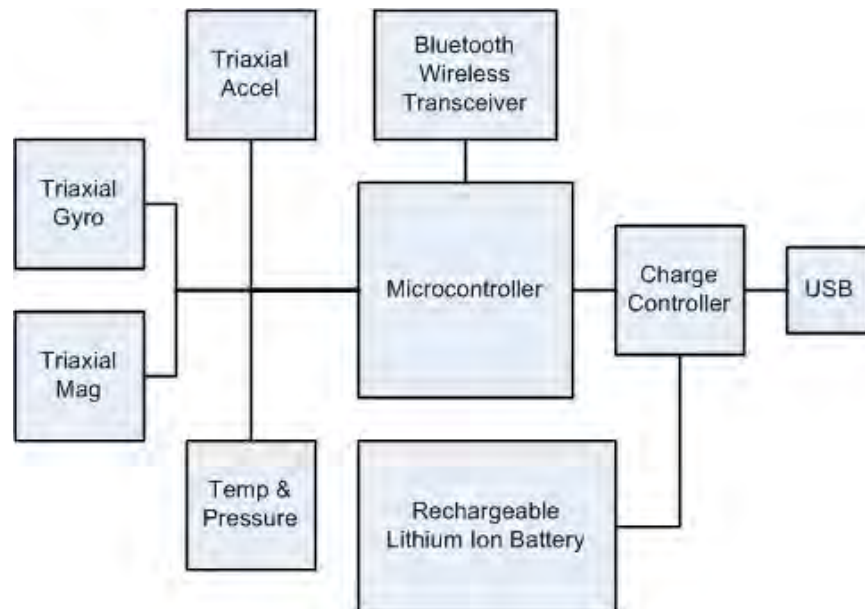 Triaxial
Accel
Bluetooth
Wireless
Transceiver
Triaxial
Gyro
Microcontroller
Charge
Controller
USB
Triaxial
Mag
Temp &
Pressure
Rechargeable
Lithium Ion Battery